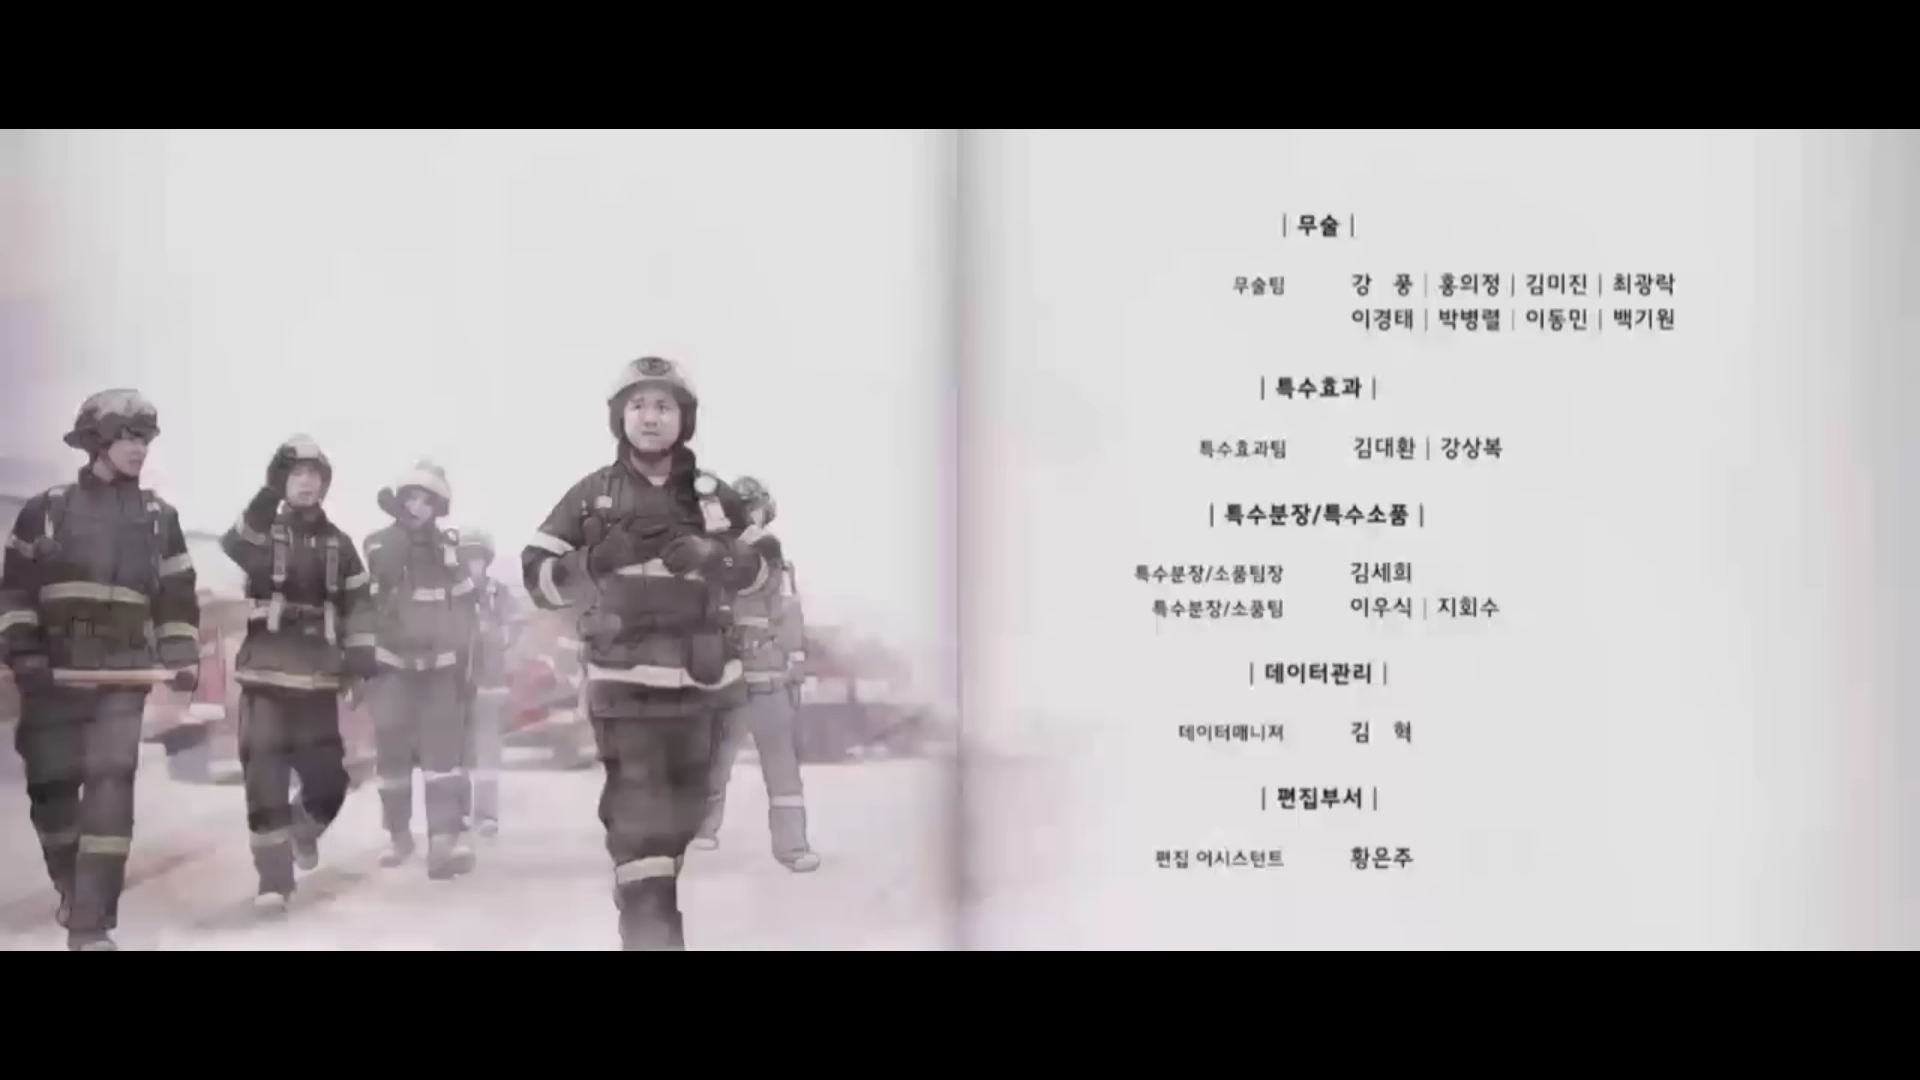 | 무술 |
무술팀 강 풍 | 홍의정 | 김미진 | 최광락
이경태 | 박병렬 | 이동민 | 백기원
| 특수효과 |
특수효과팀 김대환 | 강상복
| 특수분장/특수소품 |
특수분장/소품팀장 김세희
특수분장/소품팀 이우식 | 지회수
| 데이터관리 |
데이터매니져 김 혁
| 편집부서 |
편집 어시스턴트 황은주